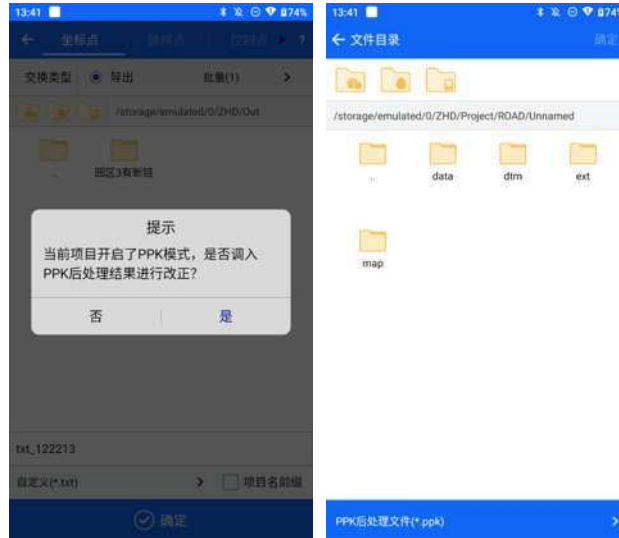 13:41
74%
坐标点
?
交换类型
导出
批量(1)
/storage/emulated/0/ZHD/Out
..
园区3有新钮
提示
当前项目开启了PPK模式，是否调入
PPK后处理结果进行改正？
否
是
txt_122213
自定义(*.txt)
项目名前缀
确定
13:41
74%
文件目录
确定
/storage/emulated/0/ZHD/Project/ROAD/Unnamed
..
data
dtm
ext
map
PPK后处理文件(*.ppk)